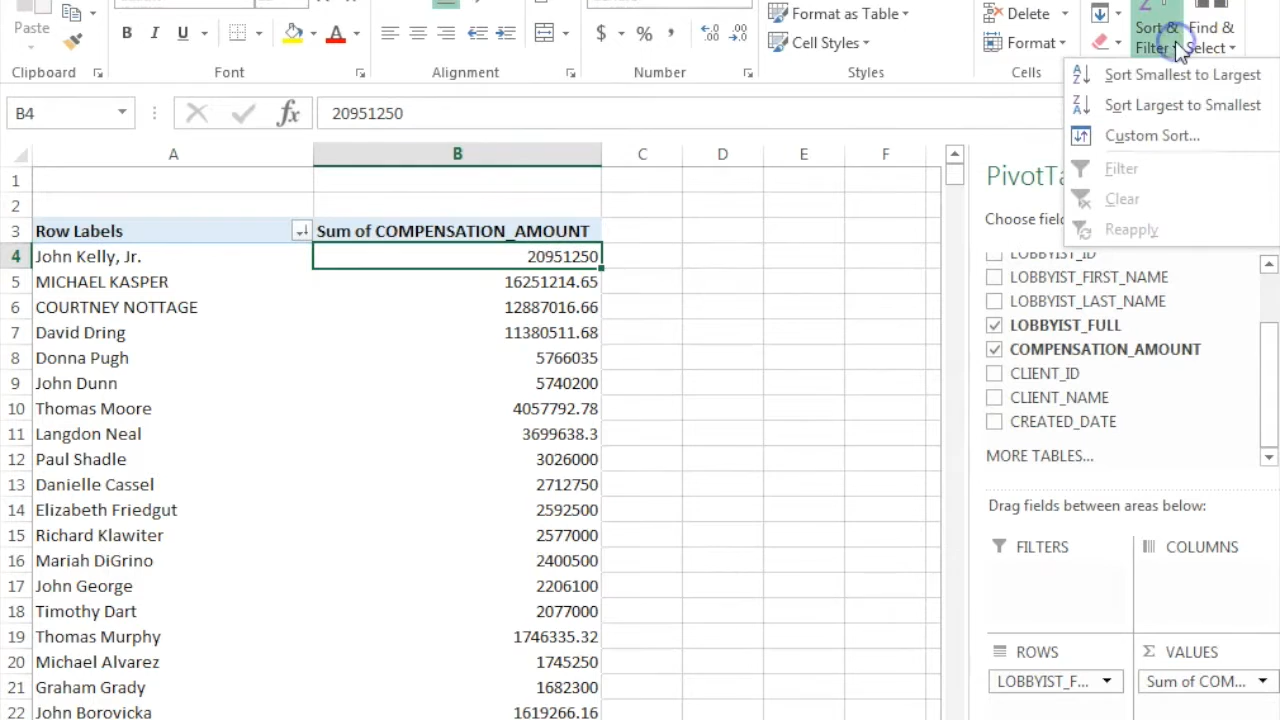 Paste
B I U
A
$ % ,
←.0 .00
.00 →.0
Format as Table
Cell Styles
Delete
Format
Sort &
Filter
Find &
Select
Clipboard
Font
Alignment
Number
Styles
Cells
Sort Smallest to Largest
Sort Largest to Smallest
Custom Sort...
Filter
Clear
Reapply
B4
fx
20951250
A B C D E F
1
2
3 Row Labels Sum of COMPENSATION_AMOUNT
4 John Kelly, Jr. 20951250
5 MICHAEL KASPER 16251214.65
6 COURTNEY NOTTAGE 12887016.66
7 David Dring 11380511.68
8 Donna Pugh 5766035
9 John Dunn 5740200
10 Thomas Moore 4057792.78
11 Langdon Neal 3699638.3
12 Paul Shadle 3026000
13 Danielle Cassel 2712750
14 Elizabeth Friedgut 2592500
15 Richard Klawiter 2577000
16 Mariah DiGrino 2400500
17 John George 2206100
18 Timothy Dart 2077000
19 Thomas Murphy 1746335.32
20 Michael Alvarez 1745250
21 Graham Grady 1682300
22 John Borovicka 1619266.16
PivotTa
Choose fiel
LOBBYIST_ID
LOBBYIST_FIRST_NAME
LOBBYIST_LAST_NAME
LOBBYIST_FULL
COMPENSATION_AMOUNT
CLIENT_ID
CLIENT_NAME
CREATED_DATE
MORE TABLES...
Drag fields between areas below:
FILTERS
COLUMNS
ROWS
Σ VALUES
LOBBYIST_F...
Sum of COM...